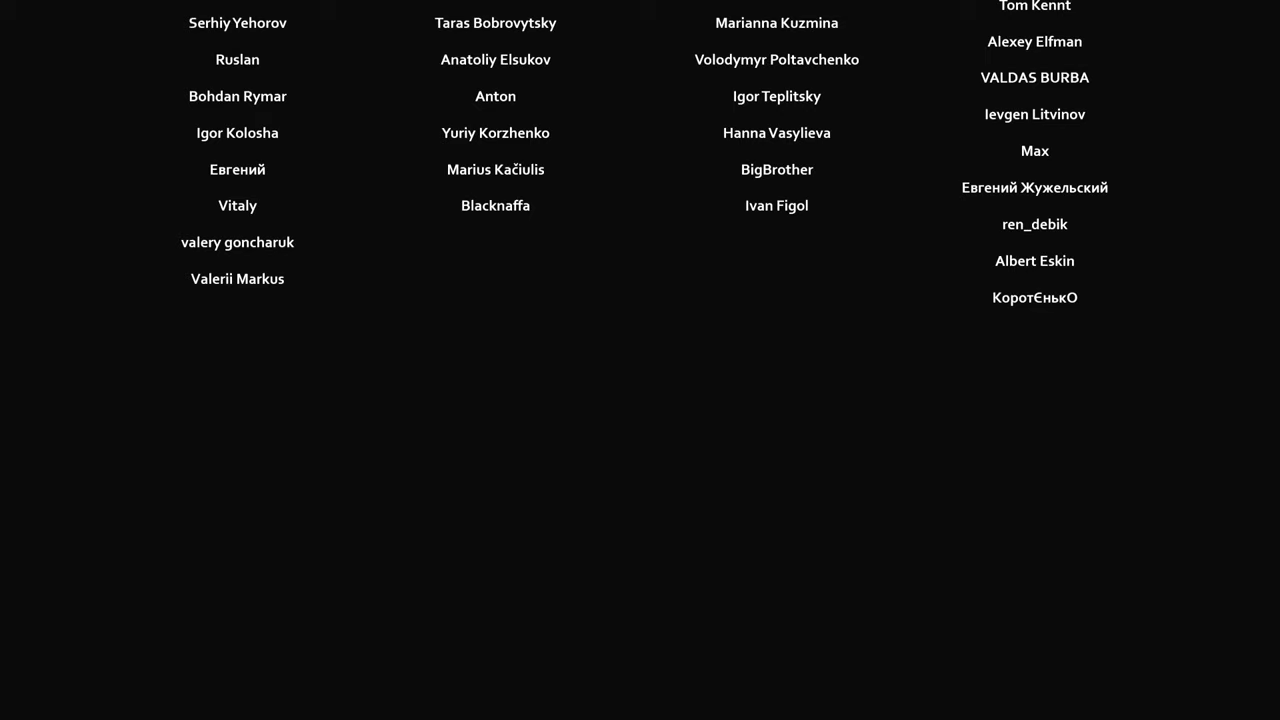 Serhiy Yehorov
Ruslan
Bohdan Rymar
Igor Kolosha
Евгений
Vitaly
valery goncharuk
Valerii Markus
Taras Bobrovytsky
Anatoliy Elsukov
Anton
Yuriy Korzhenko
Marius Kačiulis
Blacknaffa
Marianna Kuzmina
Volodymyr Poltavchenko
Igor Teplitsky
Hanna Vasylieva
BigBrother
Ivan Figol
Tom Kennt
Alexey Elfman
VALDAS BURBA
Ievgen Litvinov
Max
Евгений Жужельский
ren_debik
Albert Eskin
КоротЄнькО